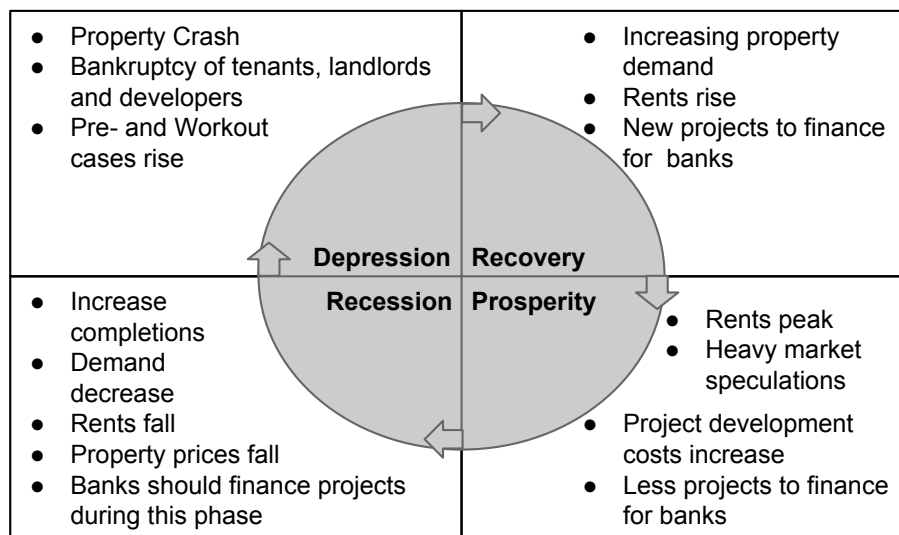 ● Property Crash
● Bankruptcy of tenants, landlords
and developers
● Pre- and Workout
cases rise
● Increasing property
demand
● Rents rise
● New projects to finance
for banks
Depression
Recovery
Recession
Prosperity
● Increase
completions
● Demand
decrease
● Rents fall
● Property prices fall
● Banks should finance projects
during this phase
● Rents peak
● Heavy market
speculations
● Project development
costs increase
● Less projects to finance
for banks